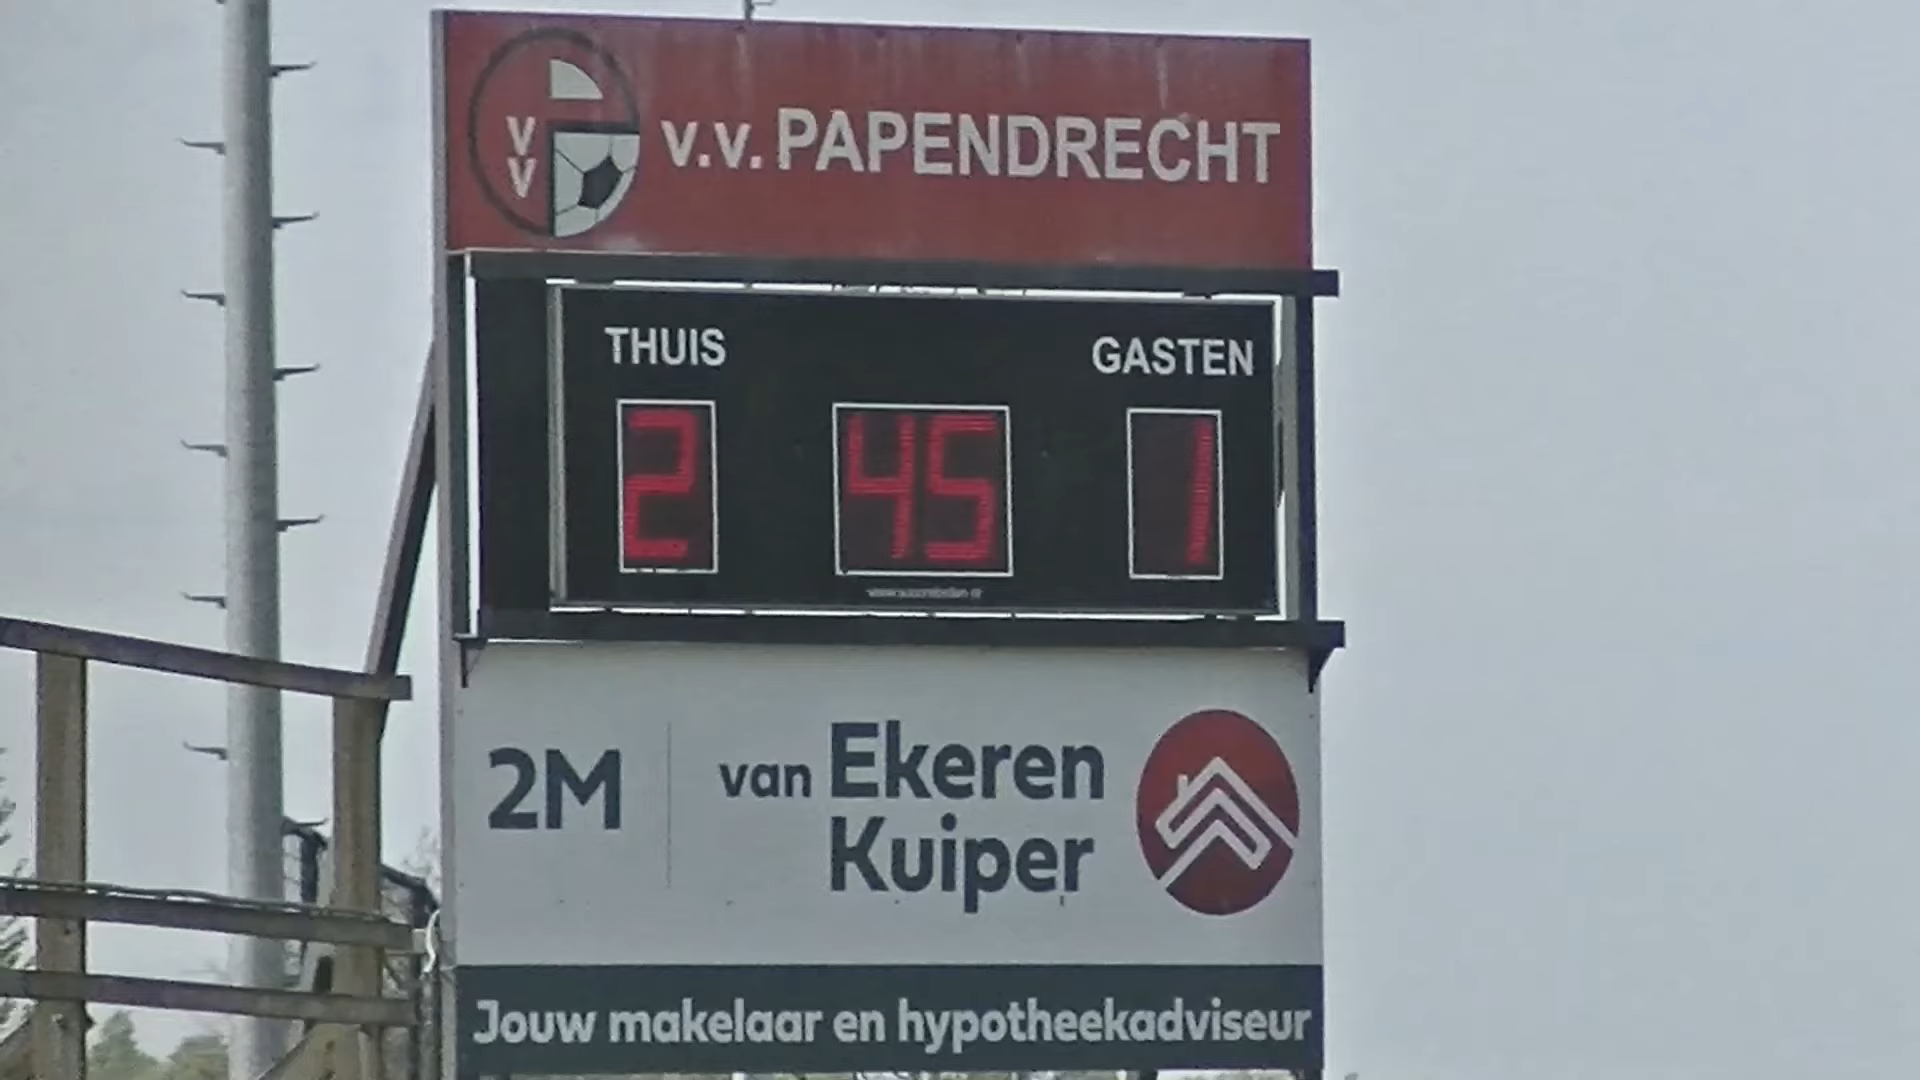 VV
v.v. PAPENDRECHT
THUIS GASTEN
2 45 1
2M
van Ekeren
Kuiper
Jouw makelaar en hypotheekadviseur